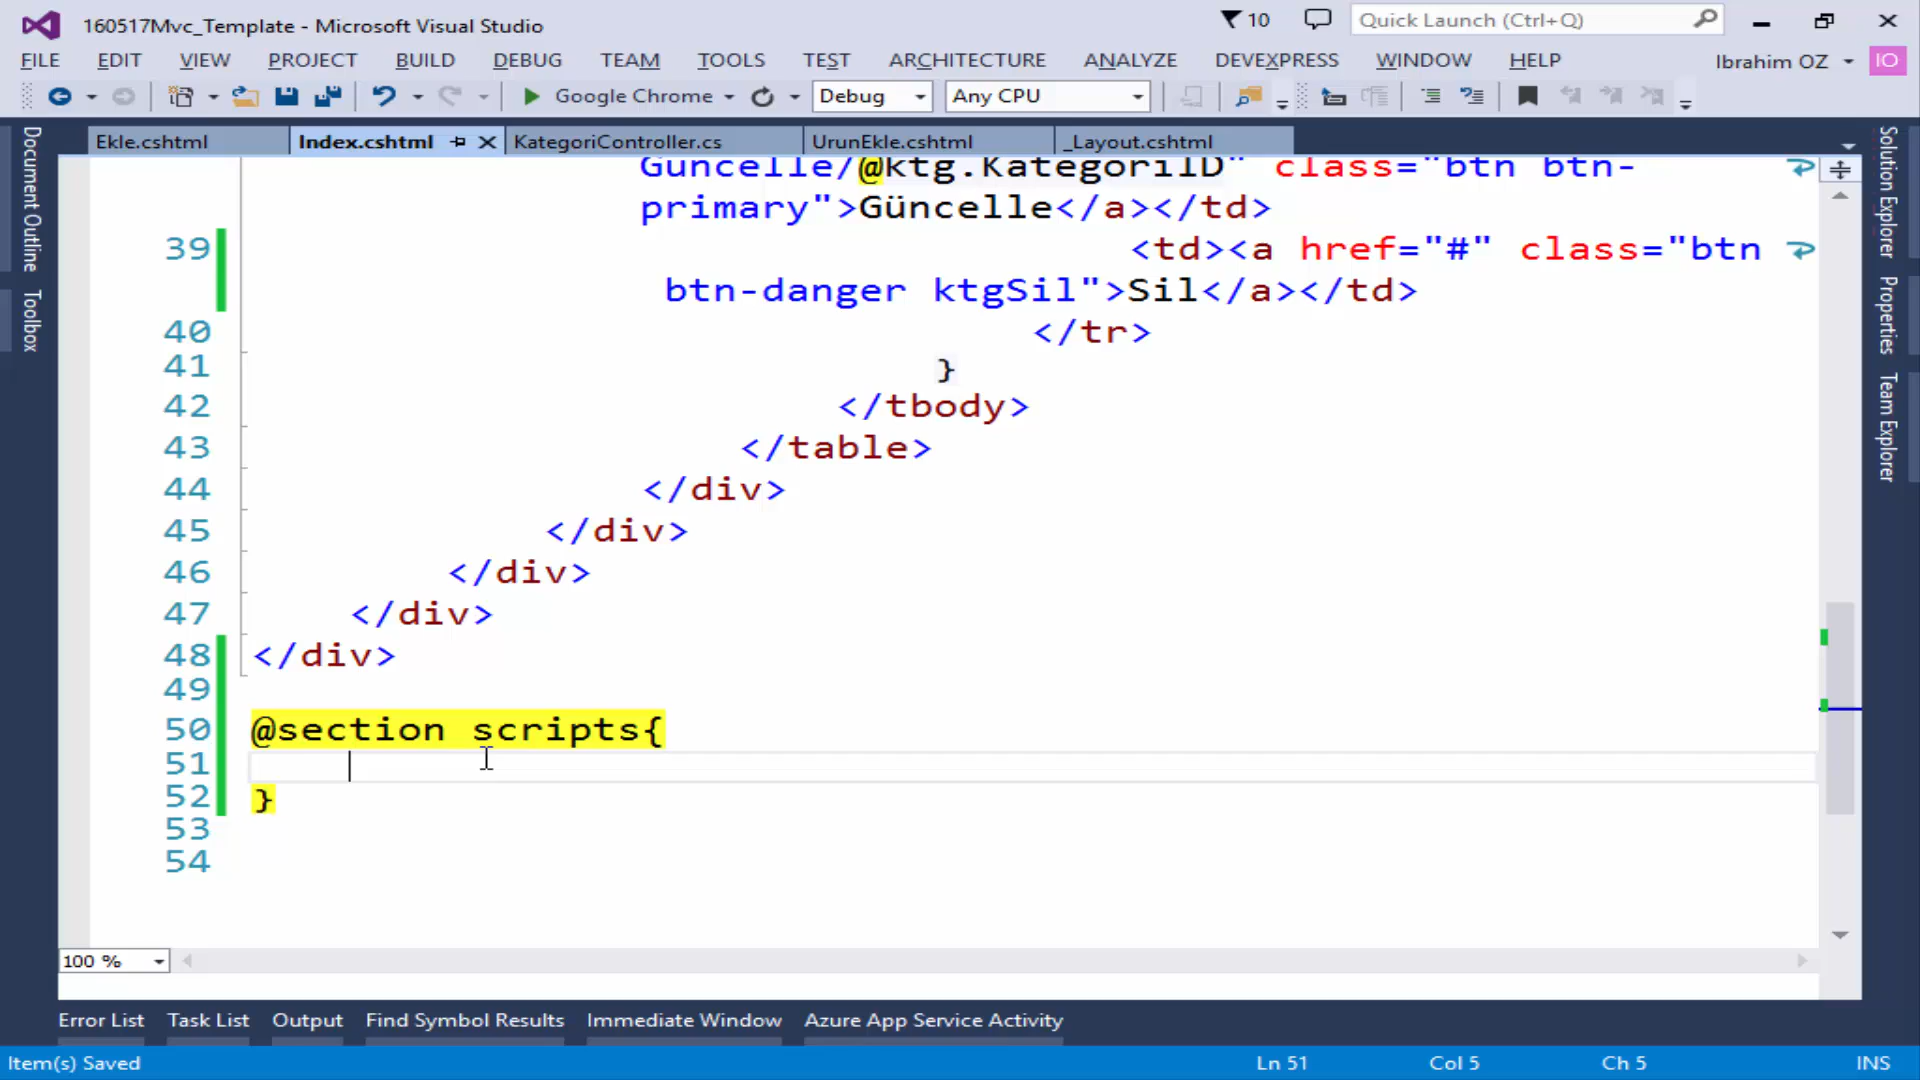 160517Mvc_Template - Microsoft Visual Studio
10
Quick Launch (Ctrl+Q)
FILE EDIT VIEW PROJECT BUILD DEBUG TEAM TOOLS TEST ARCHITECTURE ANALYZE DEVEXPRESS WINDOW HELP
Ibrahim OZ
IO
Google Chrome
Debug
Any CPU
Ekle.cshtml
Index.cshtml
KategoriController.cs
UrunEkle.cshtml
_Layout.cshtml
Document Outline
Toolbox
Solution Explorer
Properties
Team Explorer
Guncelle/@ktg.KategoriID" class="btn btn-
primary">Güncelle</a></td>
39 <td><a href="#" class="btn
btn-danger ktgSil">Sil</a></td>
40 </tr>
41 }
42 </tbody>
43 </table>
44 </div>
45 </div>
46 </div>
47 </div>
48 </div>
49
50 @section scripts{
51
52 }
53
54
100 %
Error List Task List Output Find Symbol Results Immediate Window Azure App Service Activity
Item(s) Saved
Ln 51 Col 5 Ch 5 INS